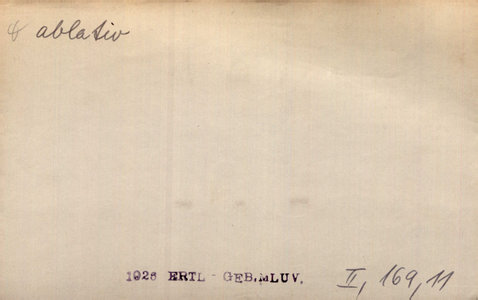 ablativ
1926 ERTL - GEB.MLUV. II, 169, 11